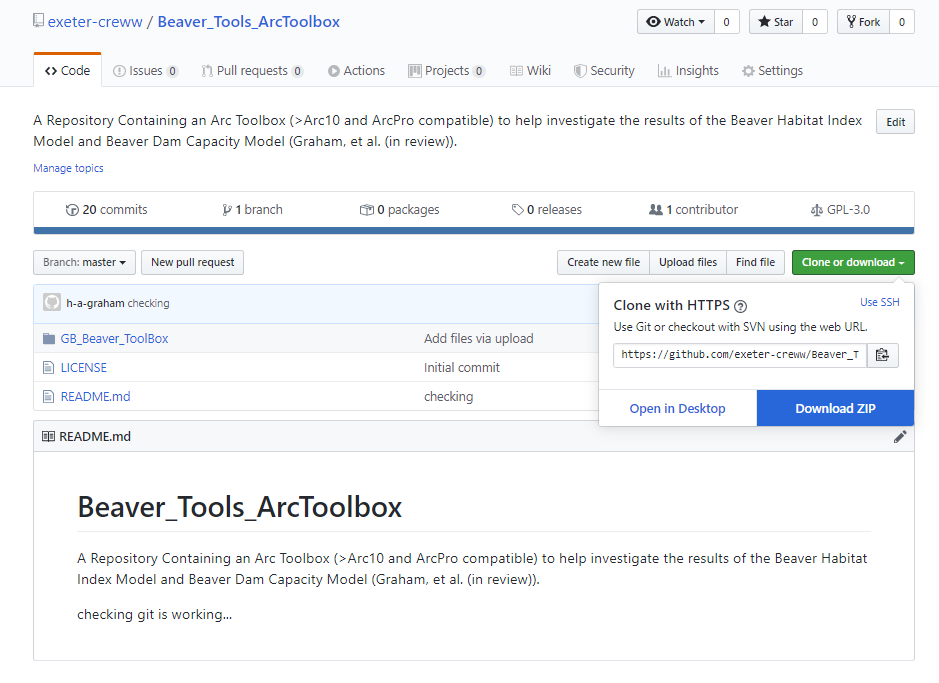 exeter-creww / Beaver_Tools_ArcToolbox
Watch 0 Star 0 Fork 0
Code Issues 0 Pull requests 0 Actions Projects 0 Wiki Security Insights Settings
A Repository Containing an Arc Toolbox (>Arc10 and ArcPro compatible) to help investigate the results of the Beaver Habitat Index
Model and Beaver Dam Capacity Model (Graham, et al. (in review)).
Edit
Manage topics
20 commits 1 branch 0 packages 0 releases 1 contributor GPL-3.0
Branch: master New pull request Create new file Upload files Find file Clone or download
h-a-graham checking
GB_Beaver_ToolBox Add files via upload
LICENSE Initial commit
README.md checking
Clone with HTTPS ? Use SSH
Use Git or checkout with SVN using the web URL.
https://github.com/exeter-creww/Beaver_T
Open in Desktop Download ZIP
README.md
Beaver_Tools_ArcToolbox
A Repository Containing an Arc Toolbox (>Arc10 and ArcPro compatible) to help investigate the results of the Beaver Habitat
Index Model and Beaver Dam Capacity Model (Graham, et al. (in review)).
checking git is working...